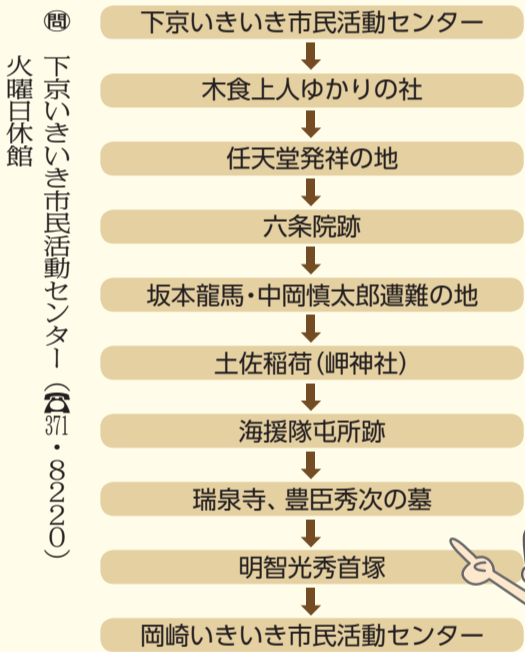 下京いきいき市民活動センター
木食上人ゆかりの社
任天堂発祥の地
六条院跡
坂本龍馬・中岡慎太郎遭難の地
土佐稲荷(岬神社)
海援隊屯所跡
瑞泉寺、豊臣秀次の墓
明智光秀首塚
岡崎いきいき市民活動センター
㉄ 下京いきいき市民活動センター(☎371・8220)
火曜日休館